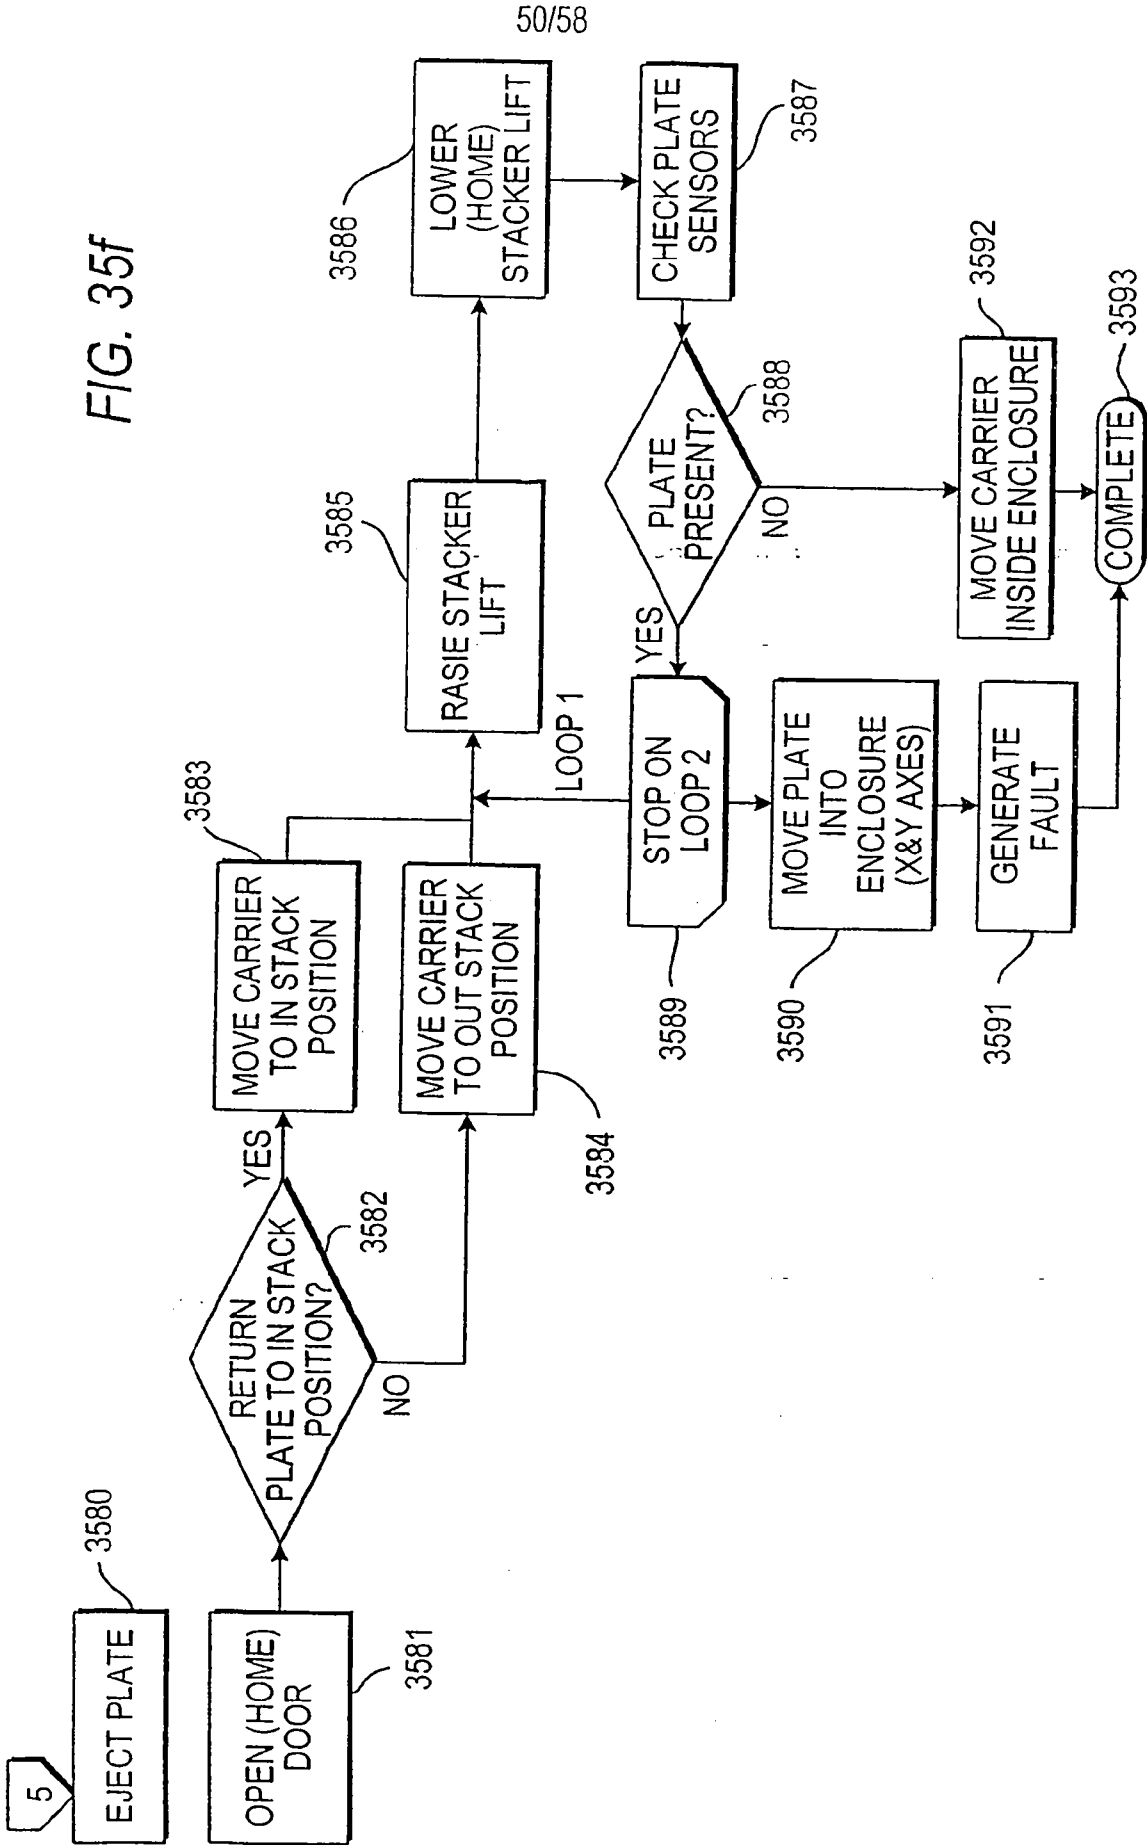 50/58
FIG. 35f
5
EJECT PLATE
3580
OPEN (HOME)
DOOR
3581
RETURN
PLATE TO IN STACK
POSITION?
3582
YES
NO
MOVE CARRIER
TO IN STACK
POSITION
3583
MOVE CARRIER
TO OUT STACK
POSITION
3584
RASIE STACKER
LIFT
3585
LOWER
(HOME)
STACKER LIFT
3586
CHECK PLATE
SENSORS
3587
PLATE
PRESENT?
3588
YES
NO
LOOP 1
STOP ON
LOOP 2
3589
MOVE PLATE
INTO
ENCLOSURE
(X&Y AXES)
3590
GENERATE
FAULT
3591
MOVE CARRIER
INSIDE ENCLOSURE
3592
COMPLETE
3593